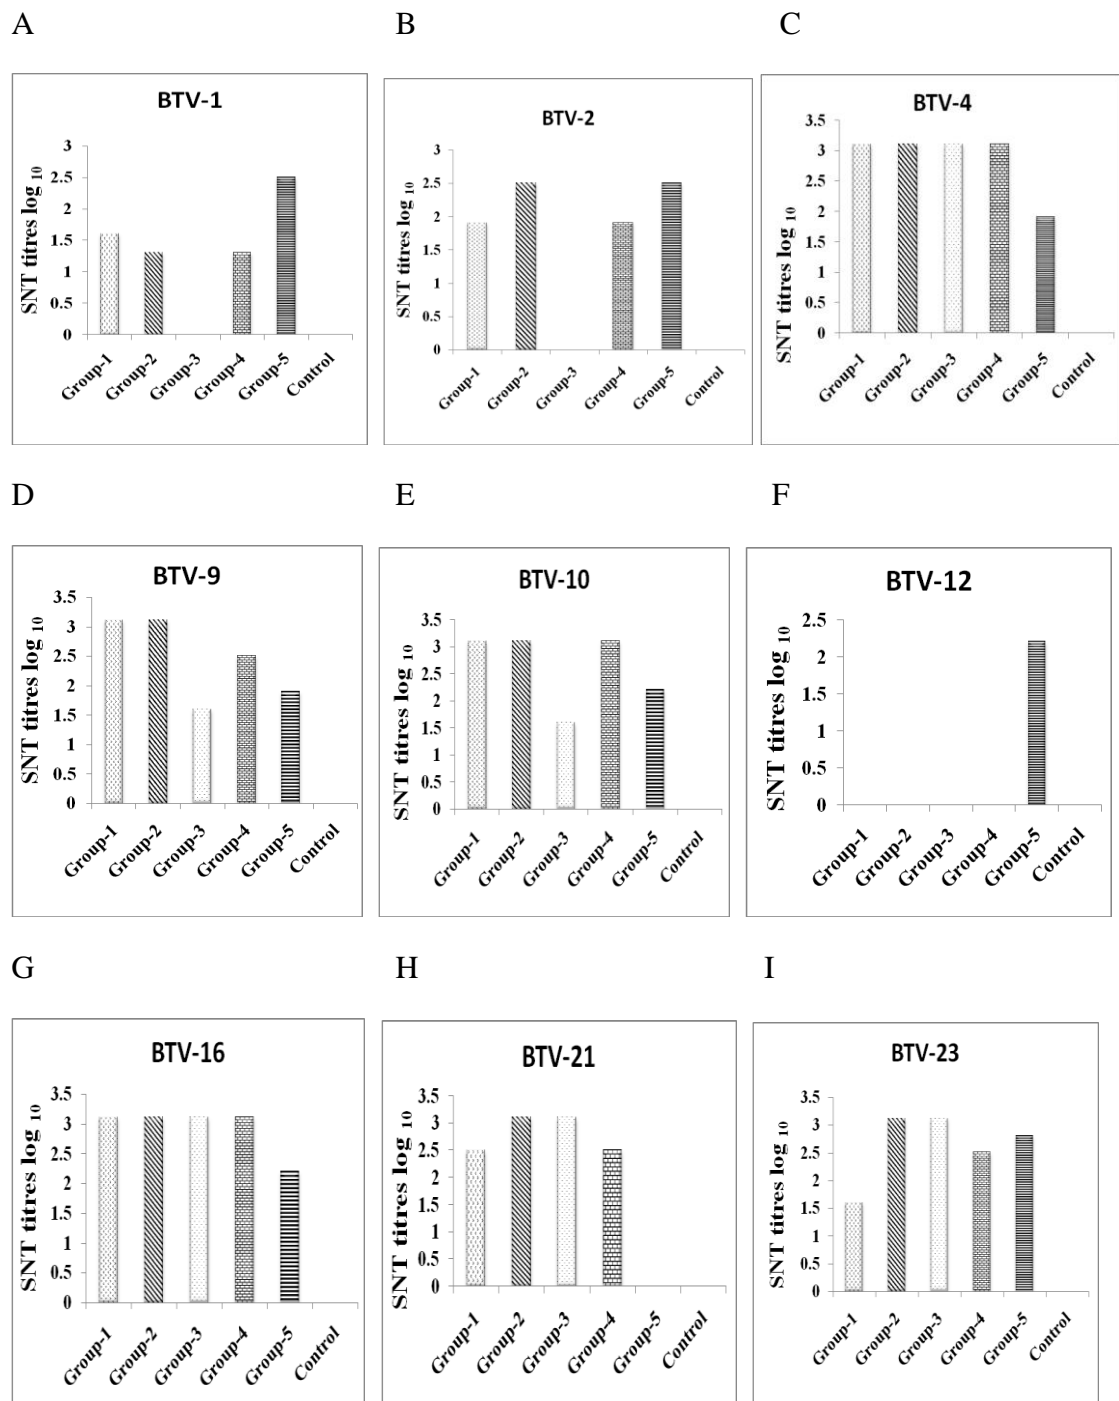 A
B
C
BTV-1
SNT titres log 10
3
2.5
2
1.5
1
0.5
0
Group-1
Group-2
Group-3
Group-4
Group-5
Control
BTV-2
SNT titres log 10
3
2.5
2
1.5
1
0.5
0
Group-1
Group-2
Group-3
Group-4
Group-5
Control
BTV-4
SNT titres log 10
3.5
3
2.5
2
1.5
1
0.5
0
Group-1
Group-2
Group-3
Group-4
Group-5
Control
D
E
F
BTV-9
SNT titres log 10
3.5
3
2.5
2
1.5
1
0.5
0
Group-1
Group-2
Group-3
Group-4
Group-5
Control
BTV-10
SNT titres log 10
3.5
3
2.5
2
1.5
1
0.5
0
Group-1
Group-2
Group-3
Group-4
Group-5
Control
BTV-12
SNT titres log 10
2.5
2
1.5
1
0.5
0
Group-1
Group-2
Group-3
Group-4
Group-5
Control
G
H
I
BTV-16
SNT titres log 10
3.5
3
2.5
2
1.5
1
0.5
0
Group-1
Group-2
Group-3
Group-4
Group-5
Control
BTV-21
SNT titres log 10
3.5
3
2.5
2
1.5
1
0.5
0
Group-1
Group-2
Group-3
Group-4
Group-5
Control
BTV-23
SNT titres log 10
3.5
3
2.5
2
1.5
1
0.5
0
Group-1
Group-2
Group-3
Group-4
Group-5
Control